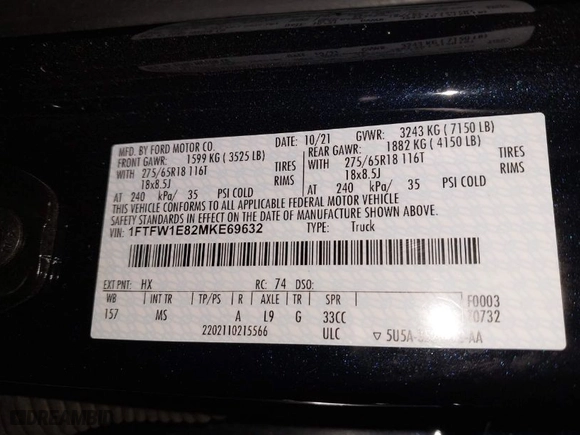 MFD. BY FORD MOTOR CO.
DATE: 10/21 GVWR: 3243 KG ( 7150 LB)
FRONT GAWR: 1599 KG ( 3525 LB) REAR GAWR: 1882 KG ( 4150 LB)
WITH 275/65R18 116T TIRES WITH 275/65R18 116T TIRES
18x8.5J RIMS 18x8.5J RIMS
AT 240 kPa/ 35 PSI COLD AT 240 kPa/ 35 PSI COLD
THIS VEHICLE CONFORMS TO ALL APPLICABLE FEDERAL MOTOR VEHICLE
SAFETY STANDARDS IN EFFECT ON THE DATE OF MANUFACTURE SHOWN ABOVE.
VIN: 1FTFW1E82MKE69632 TYPE: Truck
EXT PNT: HX RC: 74 DSO:
WB INT TR TP/PS R AXLE TR SPR F0003
157 MS A L9 G 33CC
2202110215566 ULC
DREAMBID